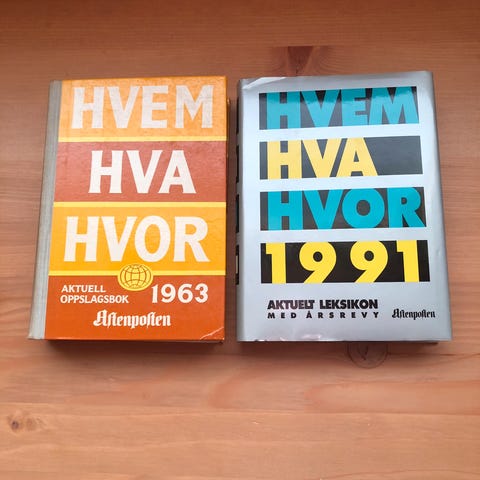 HVEM
HVA
HVOR
AKTUELL
OPPSLAGSBOK
1963
Aftenposten
HVEM
HVA
HVOR
1991
AKTUELT LEKSIKON
MED ÅRSREVY
Aftenposten